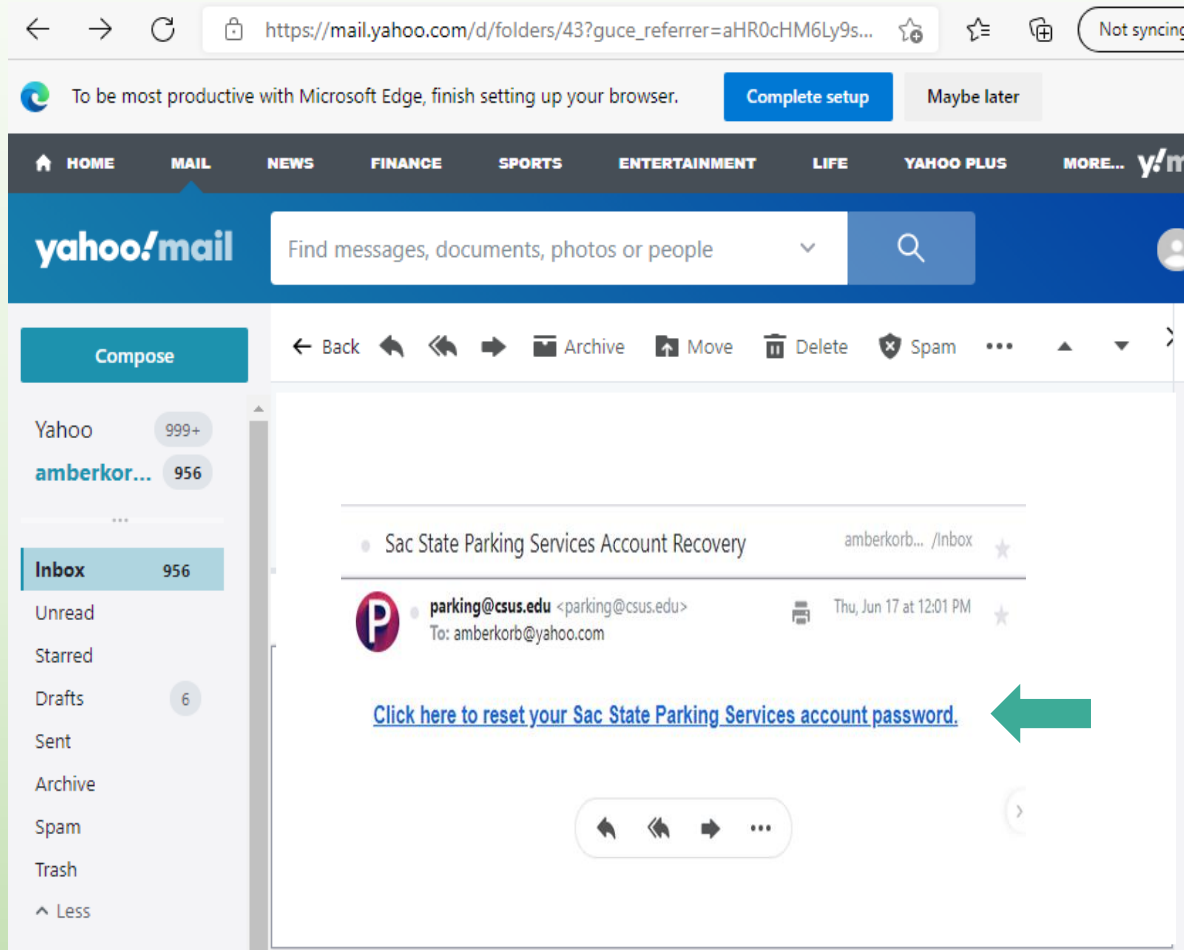 https://mail.yahoo.com/d/folders/43?guce_referrer=aHR0cHM6Ly9s... Not syncing
To be most productive with Microsoft Edge, finish setting up your browser. Complete setup Maybe later
HOME MAIL NEWS FINANCE SPORTS ENTERTAINMENT LIFE YAHOO PLUS MORE... y!m
yahoo!mail Find messages, documents, photos or people
Compose Back Archive Move Delete Spam
Yahoo 999+
amberkor... 956
Sac State Parking Services Account Recovery amberkorb... /Inbox
Inbox 956
parking@csus.edu <parking@csus.edu> Thu, Jun 17 at 12:01 PM
To: amberkorb@yahoo.com
Unread
Starred
Drafts 6
Click here to reset your Sac State Parking Services account password.
Sent
Archive
Spam
Trash
Less